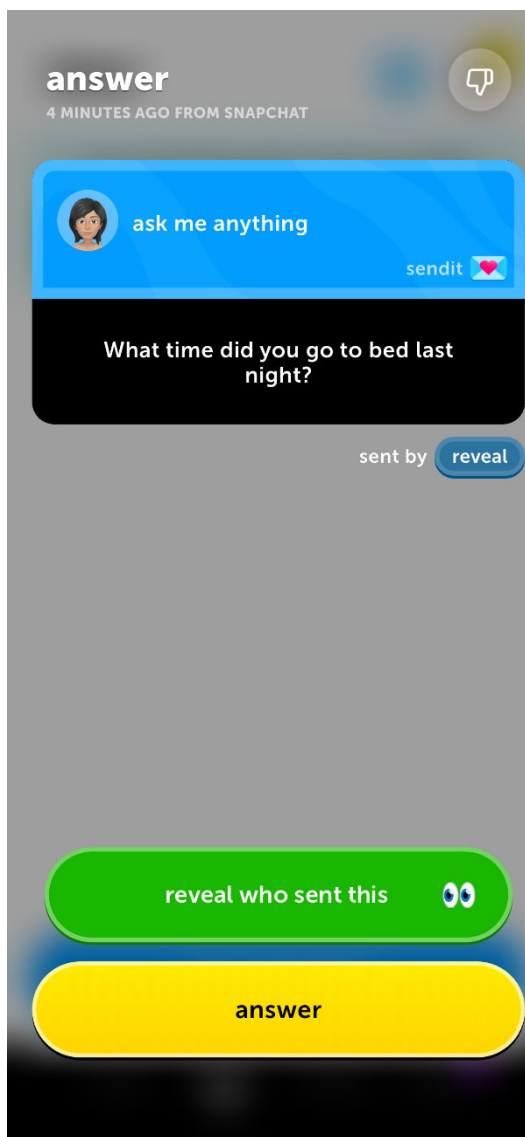 answer
4 MINUTES AGO FROM SNAPCHAT
ask me anything
sendit
What time did you go to bed last
night?
sent by reveal
reveal who sent this
answer